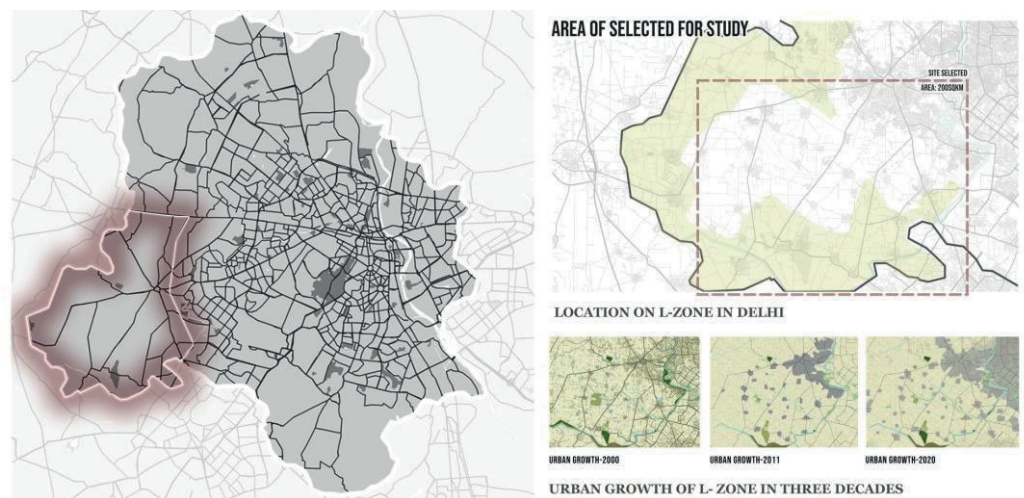 AREA OF SELECTED FOR STUDY
SITE SELECTED
AREA: 200SQKM
LOCATION ON L-ZONE IN DELHI
URBAN GROWTH-2000
URBAN GROWTH-2011
URBAN GROWTH-2020
URBAN GROWTH OF L- ZONE IN THREE DECADES